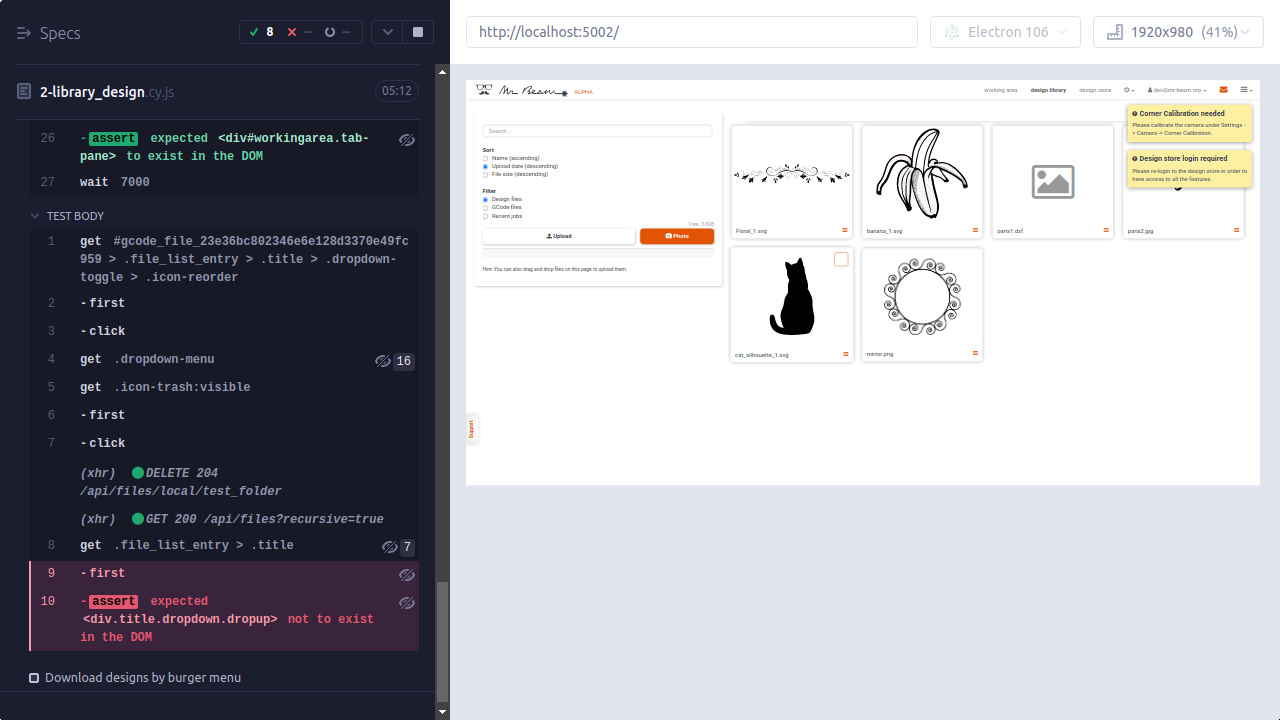 Specs
8
--
--
http://localhost:5002/
Electron 106
1920x980 (41%)
2-library_design.cy.js
05:12
26 -assert expected <div#workingarea.tab-
pane> to exist in the DOM
27 wait 7000
TEST BODY
1 get #gcode_file_23e36bc802346e6e128d3370e49fc
959 > .file_list_entry > .title > .dropdown-
toggle > .icon-reorder
2 -first
3 -click
4 get .dropdown-menu 16
5 get .icon-trash:visible
6 -first
7 -click
(xhr) DELETE 204
/api/files/local/test_folder
(xhr) GET 200 /api/files?recursive=true
8 get .file_list_entry > .title 7
9 -first
10 -assert expected
<div.title.dropdown.dropup> not to exist
in the DOM
Download designs by burger menu
Mr Beam ALPHA
working area
design library
design store
dev@mr-beam.org
Search...
Sort
Name (ascending)
Upload date (descending)
File size (descending)
Filter
Design files
GCode files
Recent jobs
Free: 3.8GB
Upload
Photo
Hint: You can also drag and drop files on this page to upload them.
Corner Calibration needed
Please calibrate the camera under Settings -
> Camera -> Corner Calibration.
Design store login required
Please re-login to the design store in order to
have access to all the features.
Floral_1.svg
banana_1.svg
paris1.dxf
paris2.jpg
cat_silhouette_1.svg
mirror.png
Support